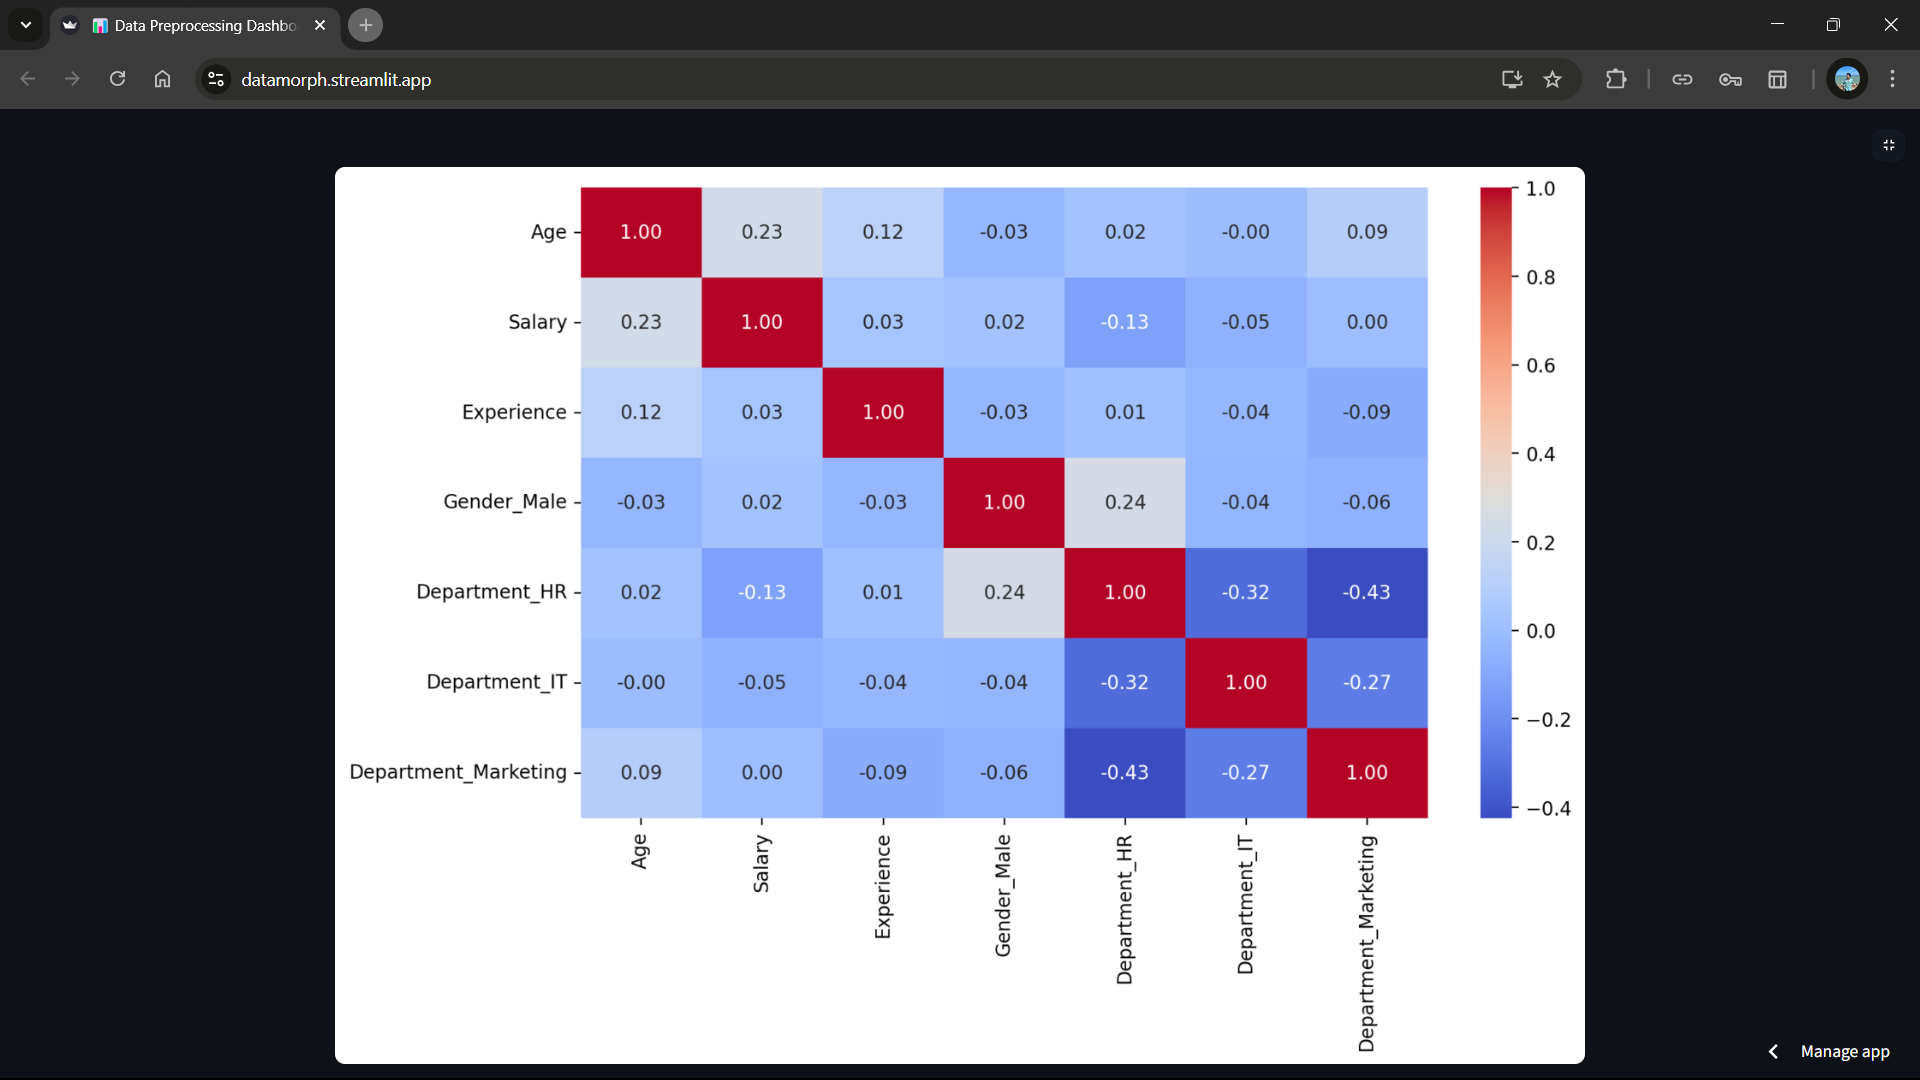 Data Preprocessing Dashbo
datamorph.streamlit.app
Age 1.00 0.23 0.12 -0.03 0.02 -0.00 0.09
Salary 0.23 1.00 0.03 0.02 -0.13 -0.05 0.00
Experience 0.12 0.03 1.00 -0.03 0.01 -0.04 -0.09
Gender_Male -0.03 0.02 -0.03 1.00 0.24 -0.04 -0.06
Department_HR 0.02 -0.13 0.01 0.24 1.00 -0.32 -0.43
Department_IT -0.00 -0.05 -0.04 -0.04 -0.32 1.00 -0.27
Department_Marketing 0.09 0.00 -0.09 -0.06 -0.43 -0.27 1.00
Age
Salary
Experience
Gender_Male
Department_HR
Department_IT
Department_Marketing
1.0
0.8
0.6
0.4
0.2
0.0
−0.2
−0.4
Manage app